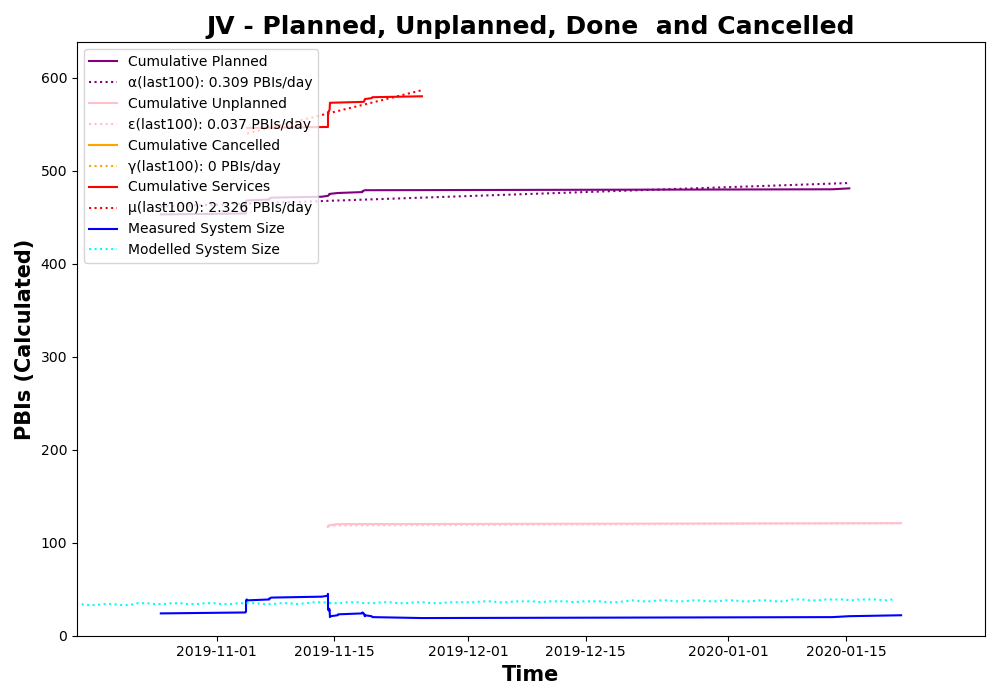 JV - Planned, Unplanned, Done  and Cancelled
Cumulative Planned
α(last100): 0.309 PBIs/day
Cumulative Unplanned
ε(last100): 0.037 PBIs/day
Cumulative Cancelled
γ(last100): 0 PBIs/day
Cumulative Services
μ(last100): 2.326 PBIs/day
Measured System Size
Modelled System Size
PBIs (Calculated)
600
500
400
300
200
100
0
2019-11-01 2019-11-15 2019-12-01 2019-12-15 2020-01-01 2020-01-15
Time